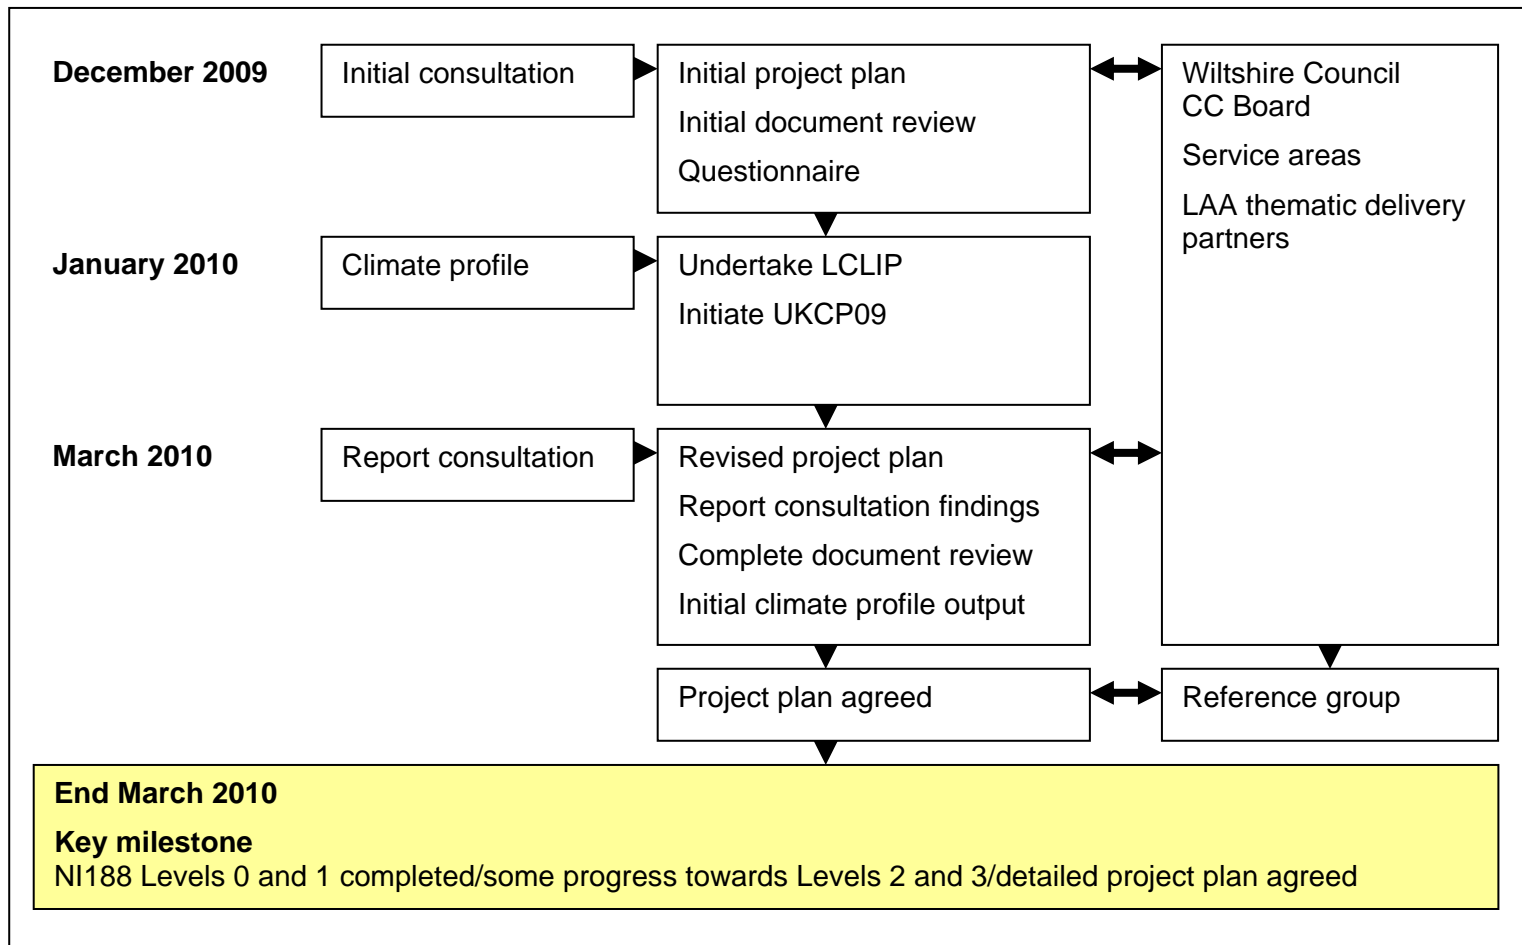 December 2009
Initial consultation
Initial project plan
Initial document review
Questionnaire
Wiltshire Council
CC Board
Service areas
LAA thematic delivery
partners
January 2010
Climate profile
Undertake LCLIP
Initiate UKCP09
March 2010
Report consultation
Revised project plan
Report consultation findings
Complete document review
Initial climate profile output
Project plan agreed
Reference group
End March 2010
Key milestone
NI188 Levels 0 and 1 completed/some progress towards Levels 2 and 3/detailed project plan agreed